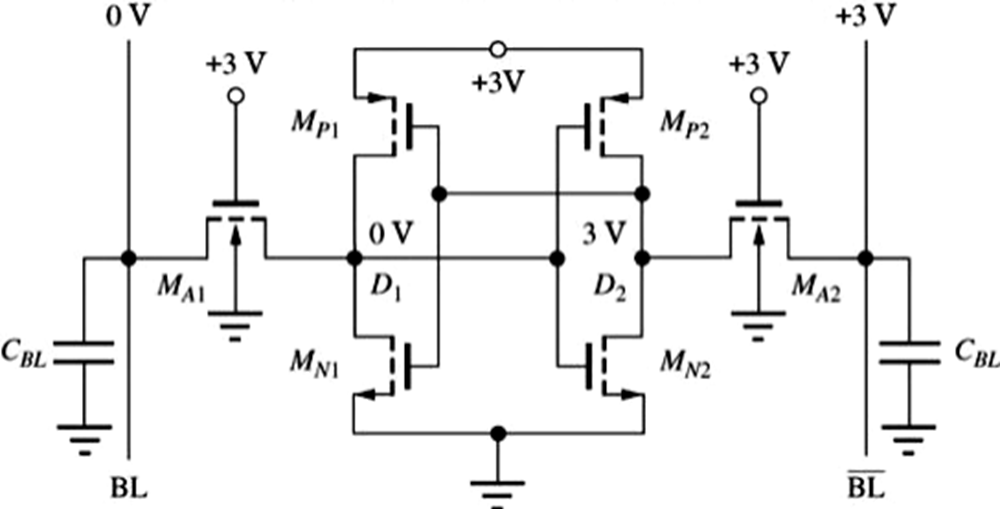 0 V
+3 V
+3 V
+3V
+3 V
M_{P1}
M_{P2}
0 V
3 V
D_1
D_2
M_{A1}
M_{A2}
C_{BL}
M_{N1}
M_{N2}
C_{BL}
BL
\overline{BL}